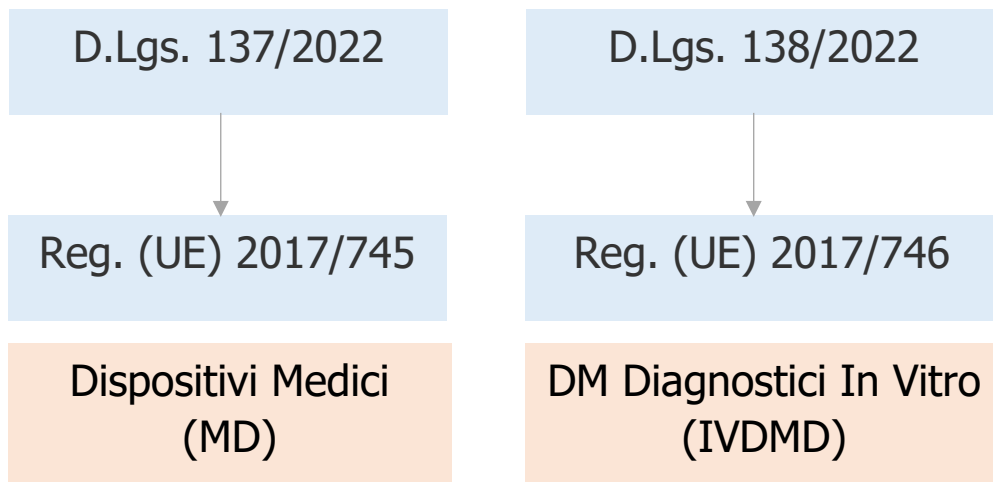 D.Lgs. 137/2022
D.Lgs. 138/2022
Reg. (UE) 2017/745
Reg. (UE) 2017/746
Dispositivi Medici
(MD)
DM Diagnostici In Vitro
(IVDMD)